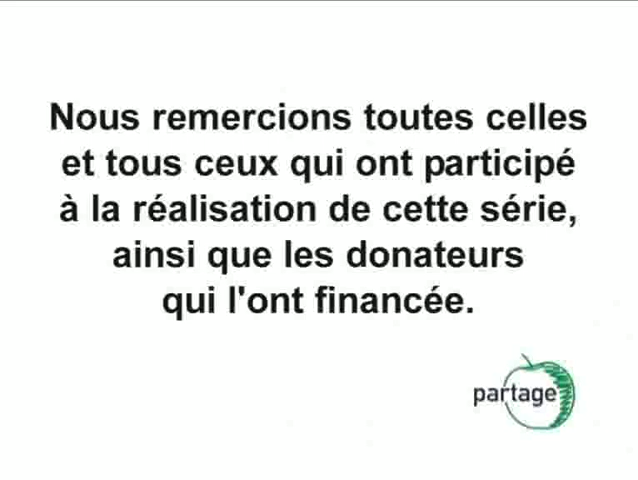 Nous remercions toutes celles
et tous ceux qui ont participé
à la réalisation de cette série,
ainsi que les donateurs
qui l'ont financée.
partage